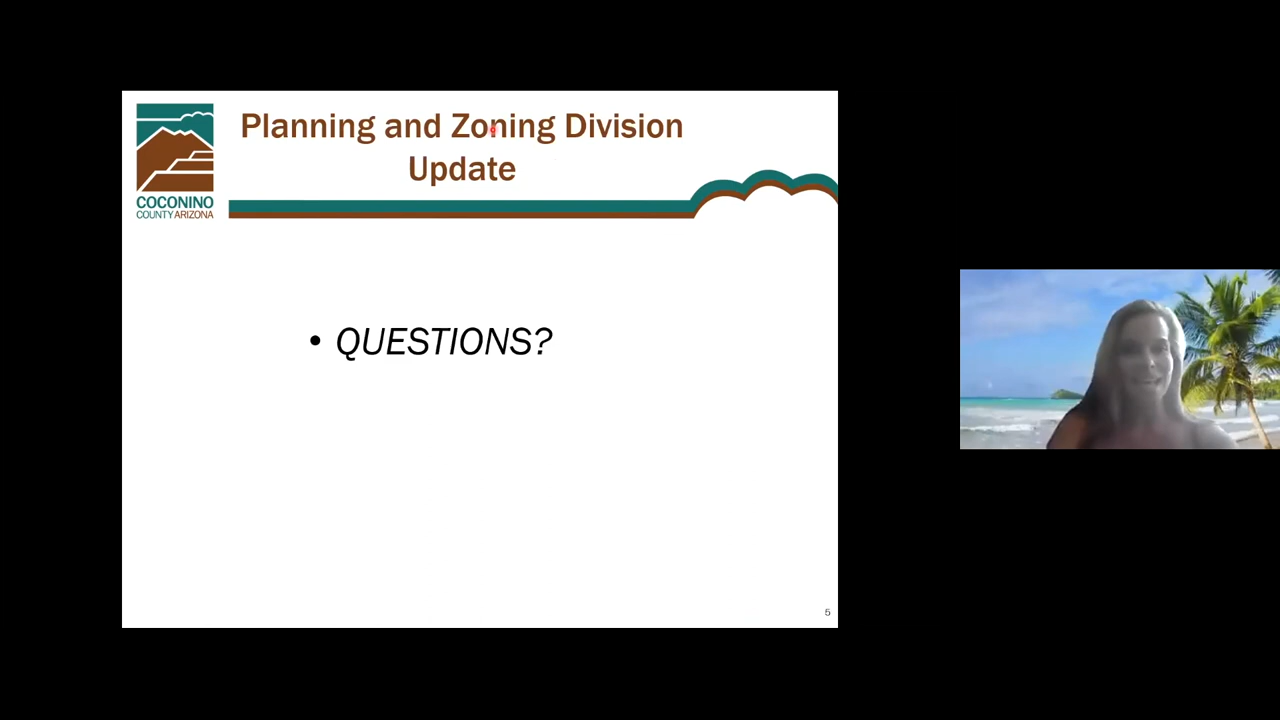 Planning and Zoning Division
Update
COCONINO
COUNTY ARIZONA
• QUESTIONS?
5